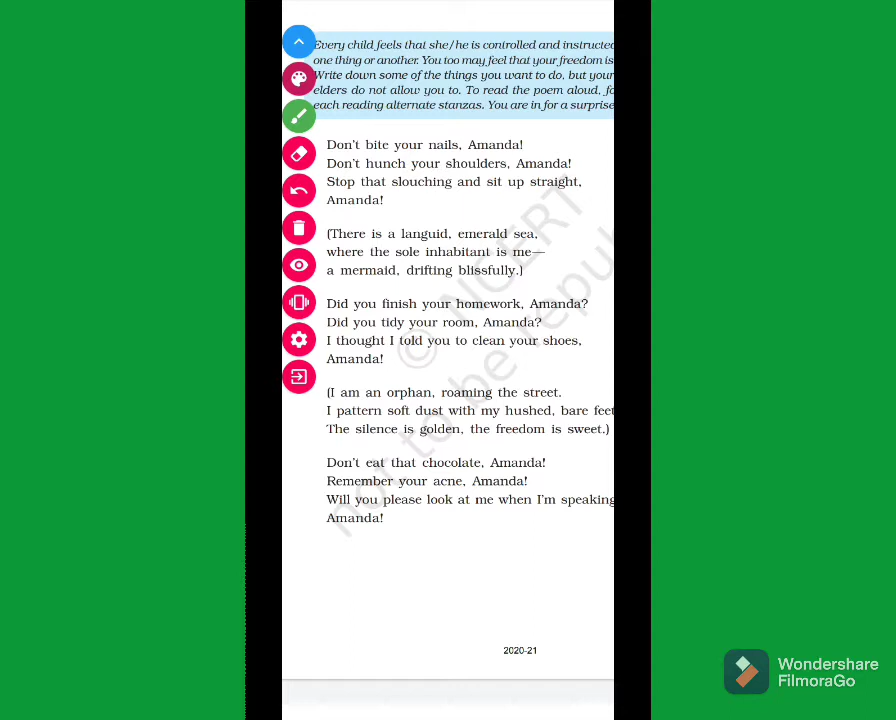 Every child feels that she/he is controlled and instructed
one thing or another. You too may feel that your freedom is
Write down some of the things you want to do, but your
elders do not allow you to. To read the poem aloud,
each reading alternate stanzas. You are in for a surprise
Don't bite your nails, Amanda!
Don't hunch your shoulders, Amanda!
Stop that slouching and sit up straight,
Amanda!
(There is a languid, emerald sea,
where the sole inhabitant is me—
a mermaid, drifting blissfully.)
Did you finish your homework, Amanda?
Did you tidy your room, Amanda?
I thought I told you to clean your shoes,
Amanda!
(I am an orphan, roaming the street.
I pattern soft dust with my hushed, bare feet
The silence is golden, the freedom is sweet.)
Don't eat that chocolate, Amanda!
Remember your acne, Amanda!
Will you please look at me when I'm speaking
Amanda!
© NCERT
not to be
2020-21
Wondershare
FilmoraGo